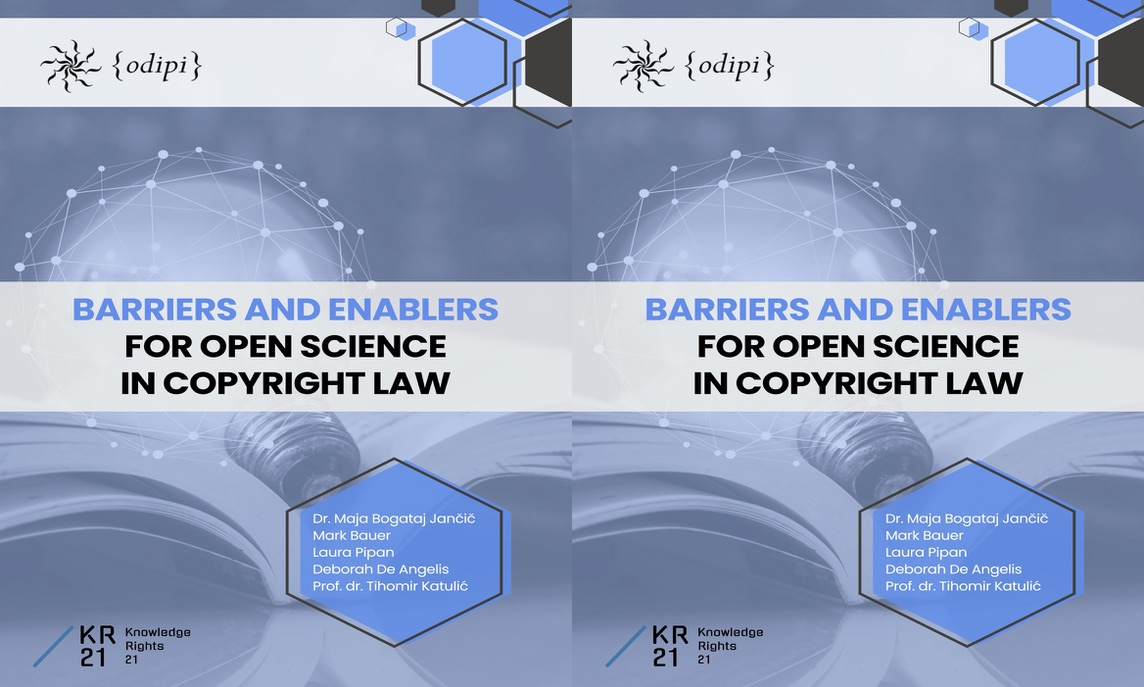 {odipi}
BARRIERS AND ENABLERS
FOR OPEN SCIENCE
IN COPYRIGHT LAW
Dr. Maja Bogataj Jančič
Mark Bauer
Laura Pipan
Deborah De Angelis
Prof. dr. Tihomir Katulić
KR
21
Knowledge
Rights
21
{odipi}
BARRIERS AND ENABLERS
FOR OPEN SCIENCE
IN COPYRIGHT LAW
Dr. Maja Bogataj Jančič
Mark Bauer
Laura Pipan
Deborah De Angelis
Prof. dr. Tihomir Katulić
KR
21
Knowledge
Rights
21